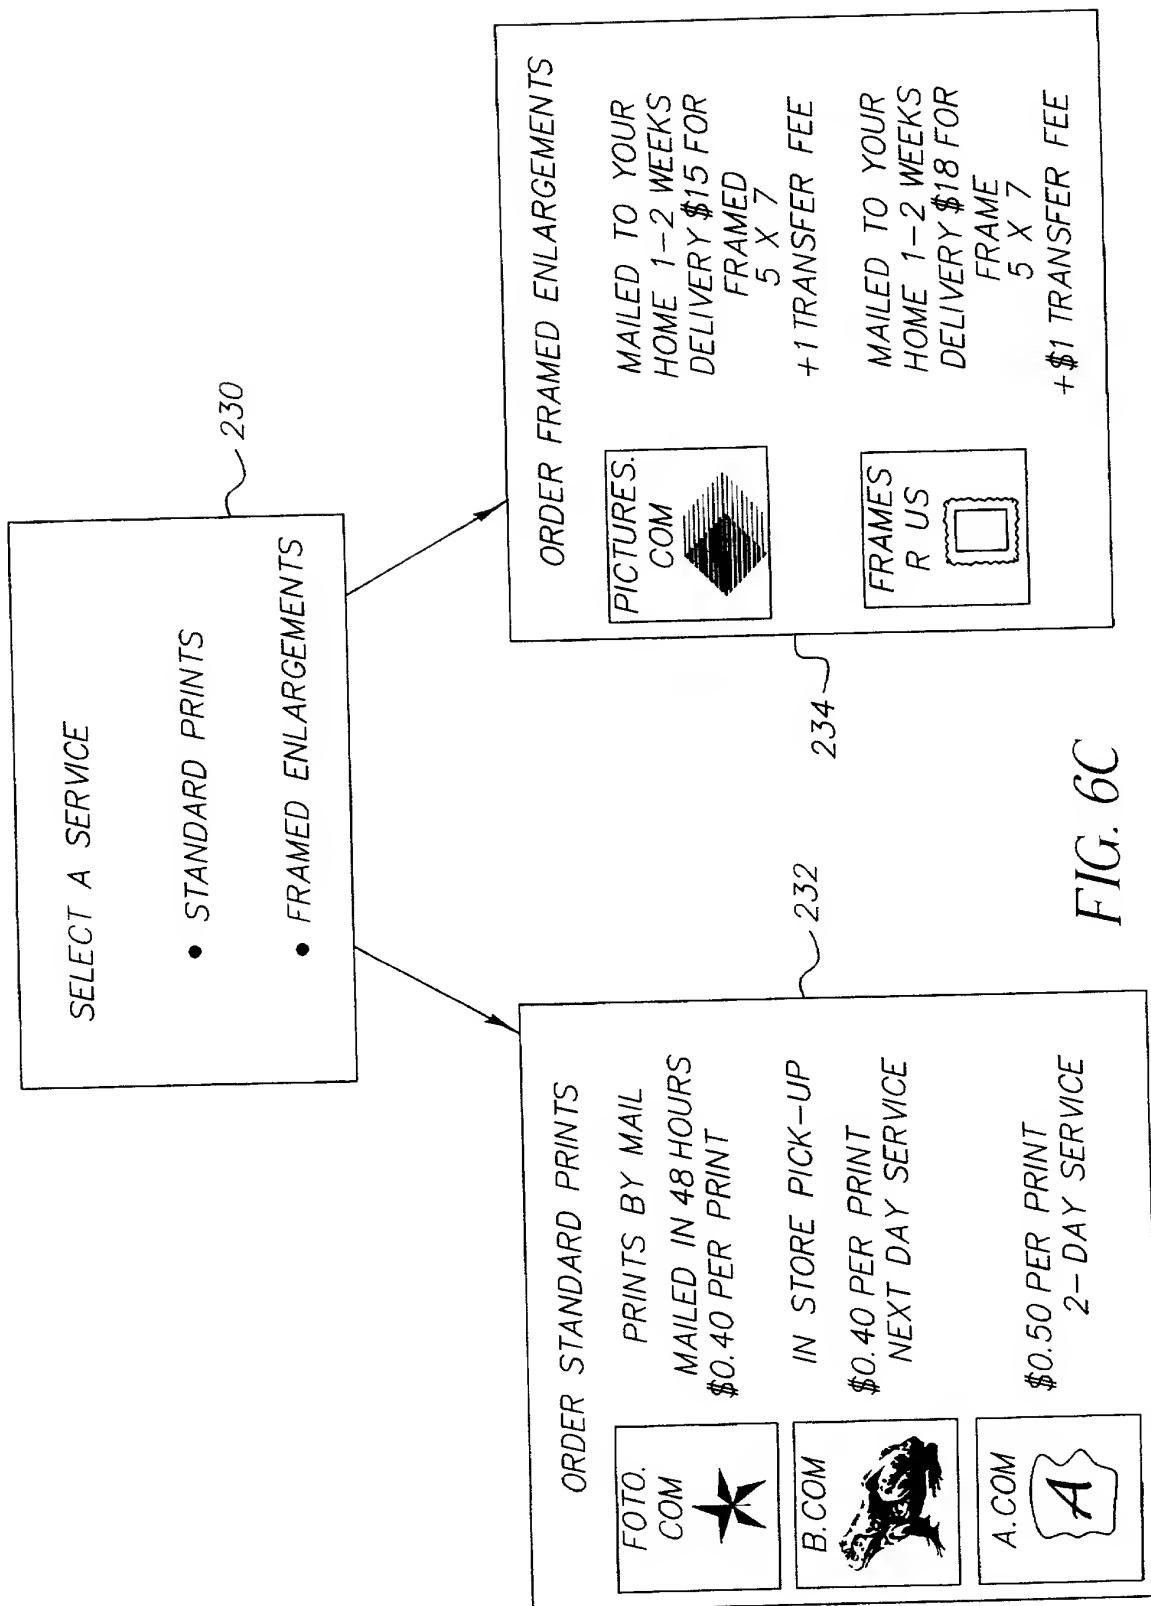 SELECT A SERVICE
• STANDARD PRINTS
• FRAMED ENLARGEMENTS
230
ORDER STANDARD PRINTS
FOTO.
COM
PRINTS BY MAIL
MAILED IN 48 HOURS
$0.40 PER PRINT
B.COM
IN STORE PICK-UP
$0.40 PER PRINT
NEXT DAY SERVICE
A.COM
A
$0.50 PER PRINT
2-DAY SERVICE
232
ORDER FRAMED ENLARGEMENTS
PICTURES.
COM
MAILED TO YOUR
HOME 1-2 WEEKS
DELIVERY $15 FOR
FRAMED
5 X 7
+1 TRANSFER FEE
FRAMES
R US
MAILED TO YOUR
HOME 1-2 WEEKS
DELIVERY $18 FOR
FRAME
5 X 7
+$1 TRANSFER FEE
234
FIG. 6C